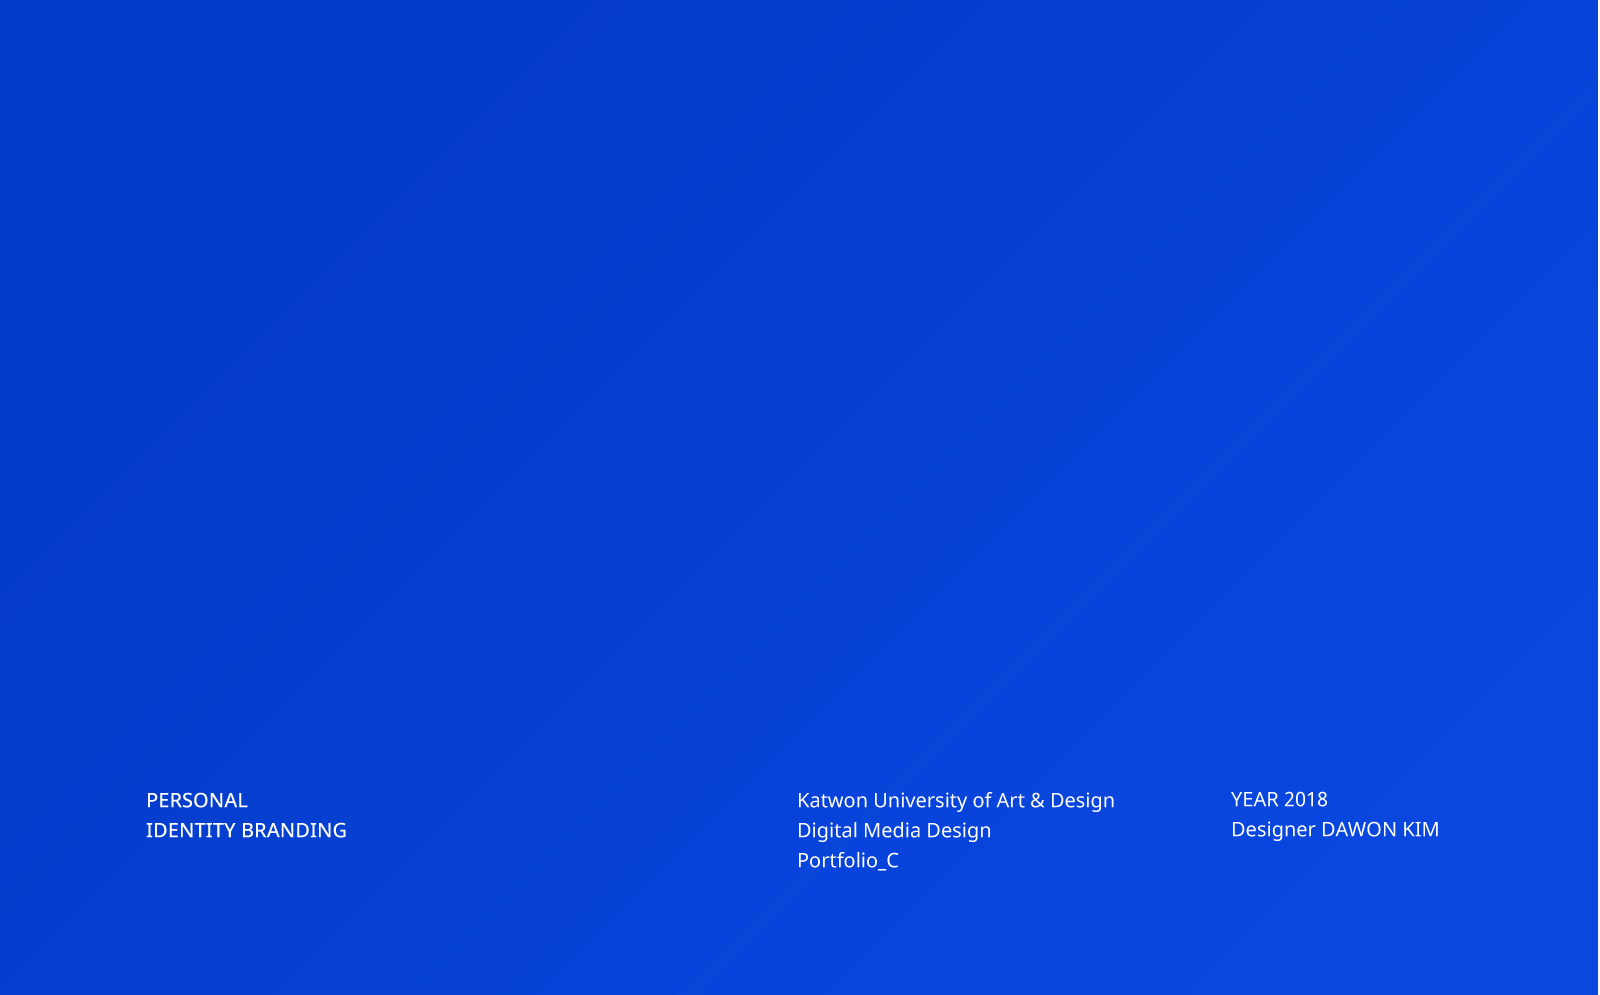 PERSONAL
IDENTITY BRANDING
Katwon University of Art & Design
Digital Media Design
Portfolio_C
YEAR 2018
Designer DAWON KIM